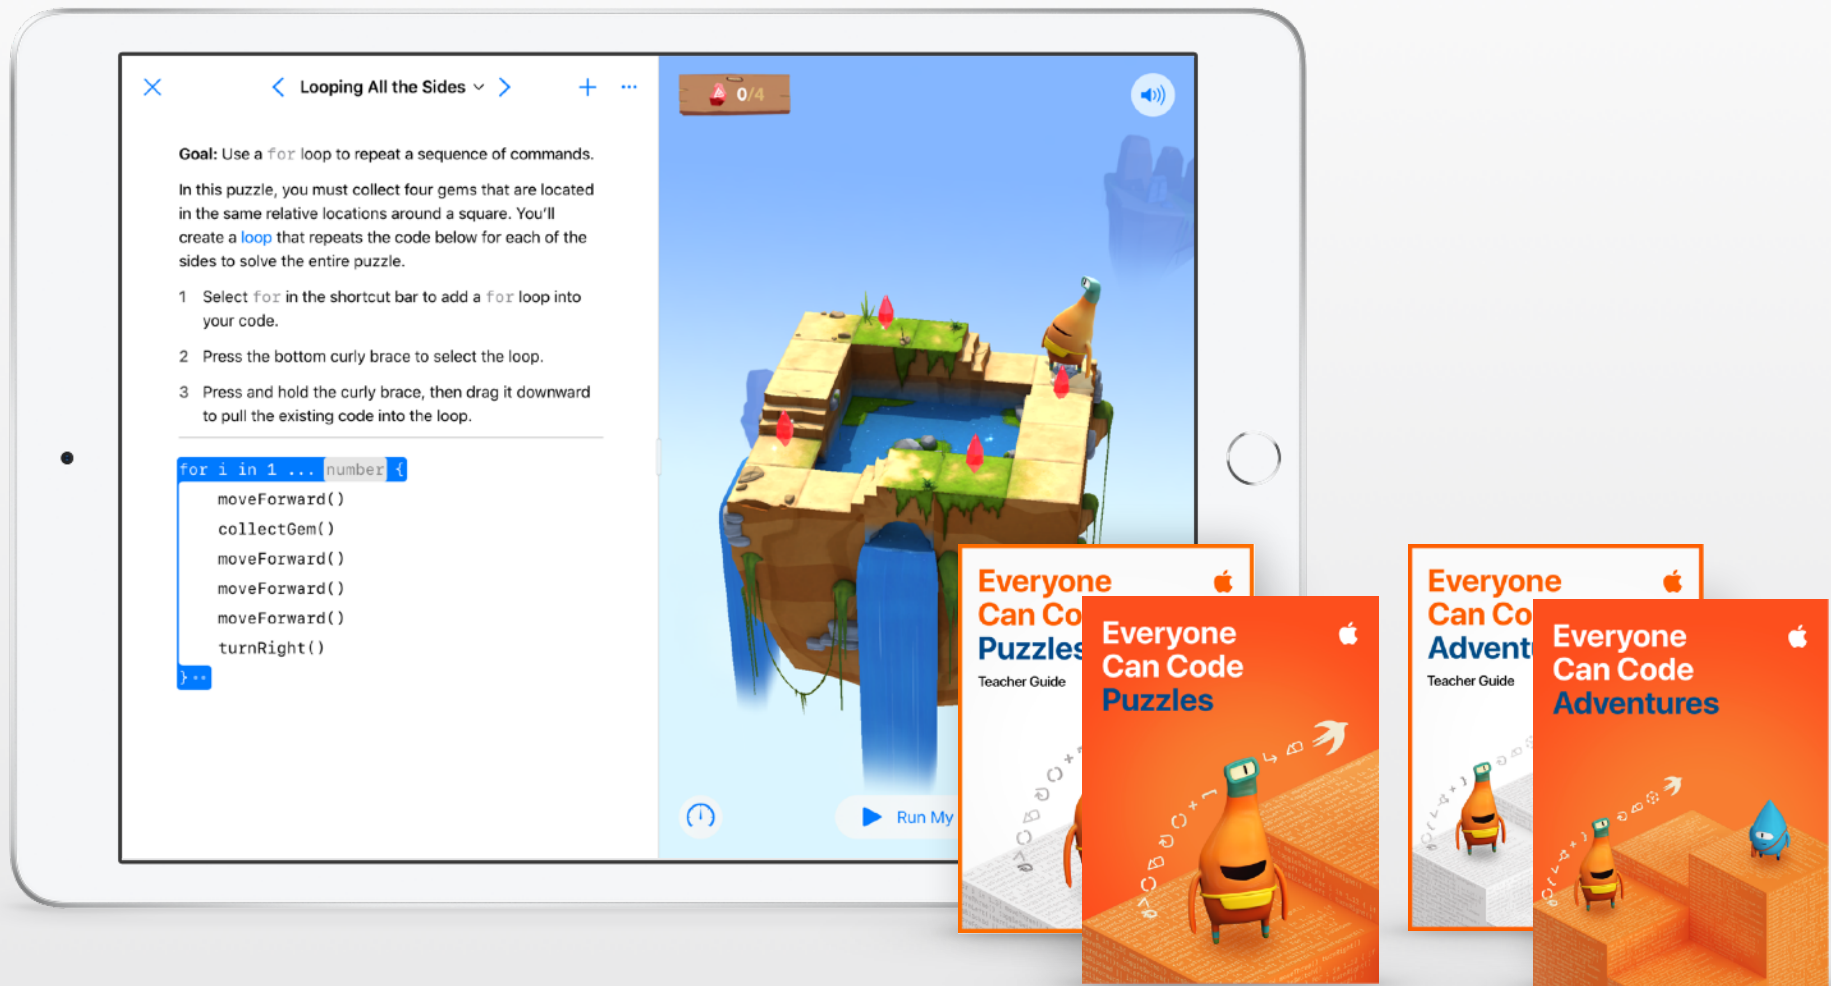 Looping All the Sides
0/4
Goal: Use a for loop to repeat a sequence of commands.
In this puzzle, you must collect four gems that are located
in the same relative locations around a square. You’ll
create a loop that repeats the code below for each of the
sides to solve the entire puzzle.
1 Select for in the shortcut bar to add a for loop into
your code.
2 Press the bottom curly brace to select the loop.
3 Press and hold the curly brace, then drag it downward
to pull the existing code into the loop.
for i in 1 ... number {
moveForward()
collectGem()
moveForward()
moveForward()
moveForward()
turnRight()
}
Run My
Everyone
Can Co
Puzzles
Teacher Guide
Everyone
Can Code
Puzzles
Everyone
Can Co
Advent
Teacher Guide
Everyone
Can Code
Adventures